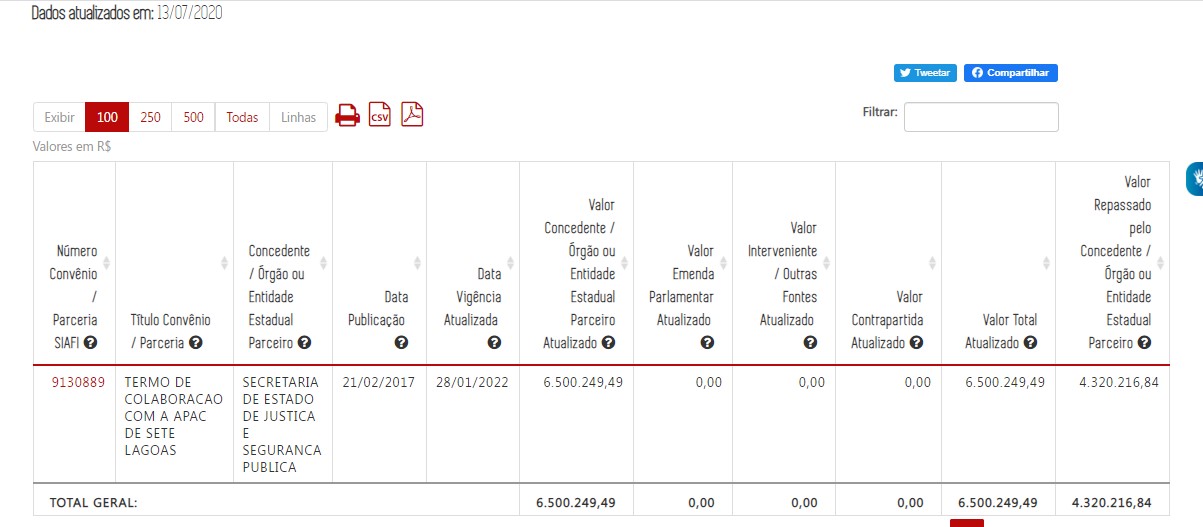 Dados atualizados em: 13/07/2020
Tweetar
Compartilhar
Exibir 100 250 500 Todas Linhas
CSV
Filtrar:
Valores em R$
Número
Convênio
/
Parceria
SIAFI
Título Convênio
/ Parceria
Concedente
/ Órgão ou
Entidade
Estadual
Parceiro
Data
Publicação
Data
Vigência
Atualizada
Valor
Concedente /
Órgão ou
Entidade
Estadual
Parceiro
Atualizado
Valor
Emenda
Parlamentar
Atualizado
Valor
Interveniente
/ Outras
Fontes
Atualizado
Valor
Contrapartida
Atualizado
Valor Total
Atualizado
Valor
Repassado
pelo
Concedente /
Órgão ou
Entidade
Estadual
Parceiro
9130889
TERMO DE
COLABORACAO
COM A APAC
DE SETE
LAGOAS
SECRETARIA
DE ESTADO
DE JUSTICA
E
SEGURANCA
PUBLICA
21/02/2017
28/01/2022
6.500.249,49
0,00
0,00
0,00
6.500.249,49
4.320.216,84
TOTAL GERAL: 6.500.249,49 0,00 0,00 0,00 6.500.249,49 4.320.216,84